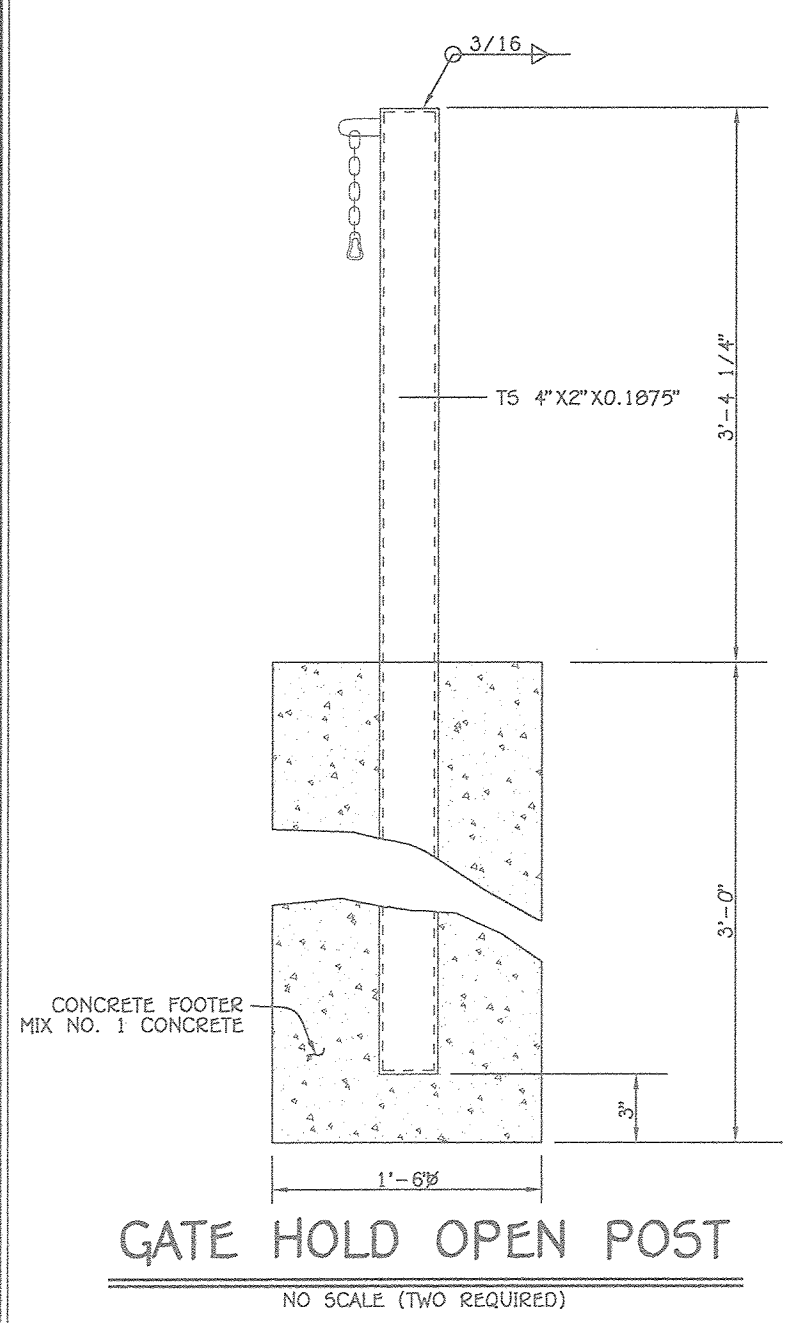 3/16
TS 4"X2"X0.1875"
3'-4 1/4"
3'-0"
CONCRETE FOOTER
MIX NO. 1 CONCRETE
3"
1'-6"Ø
GATE HOLD OPEN POST
NO SCALE (TWO REQUIRED)